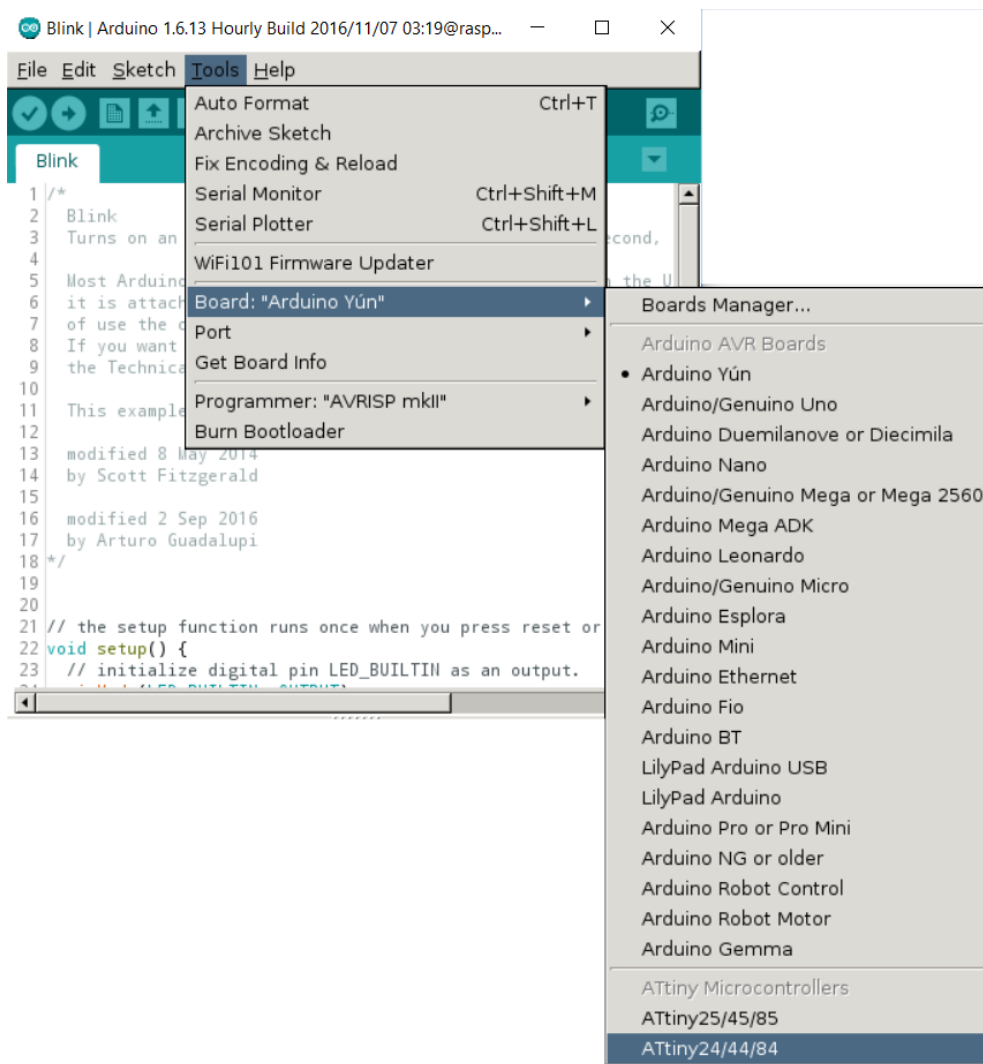 Blink | Arduino 1.6.13 Hourly Build 2016/11/07 03:19@rasp...
File Edit Sketch Tools Help
Blink
Auto Format Ctrl+T
Archive Sketch
Fix Encoding & Reload
Serial Monitor Ctrl+Shift+M
Serial Plotter Ctrl+Shift+L
WiFi101 Firmware Updater
Board: "Arduino Yún"
Port
Get Board Info
Programmer: "AVRISP mkII"
Burn Bootloader
1 /*
2 Blink
3 Turns on an econd,
4
5 Most Arduino the U
6 it is attach
7 of use the
8 If you want
9 the Technica
10
11 This example
12
13 modified 8 May 2014
14 by Scott Fitzgerald
15
16 modified 2 Sep 2016
17 by Arturo Guadalupi
18 */
19
20
21 // the setup function runs once when you press reset or
22 void setup() {
23 // initialize digital pin LED_BUILTIN as an output.
Boards Manager...
Arduino AVR Boards
Arduino Yún
Arduino/Genuino Uno
Arduino Duemilanove or Diecimila
Arduino Nano
Arduino/Genuino Mega or Mega 2560
Arduino Mega ADK
Arduino Leonardo
Arduino/Genuino Micro
Arduino Esplora
Arduino Mini
Arduino Ethernet
Arduino Fio
Arduino BT
LilyPad Arduino USB
LilyPad Arduino
Arduino Pro or Pro Mini
Arduino NG or older
Arduino Robot Control
Arduino Robot Motor
Arduino Gemma
ATtiny Microcontrollers
ATtiny25/45/85
ATtiny24/44/84